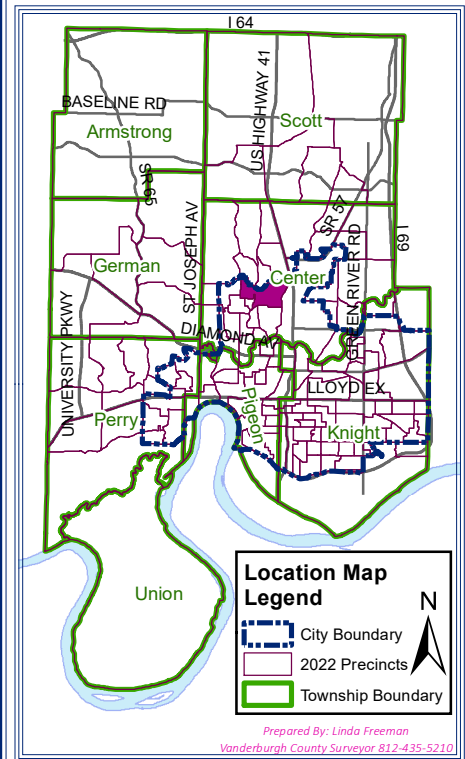 I 64
US HIGHWAY 41
BASELINE RD
Scott
Armstrong
SR 65
SR 57
I 69
ST JOSEPH AV
GREEN RIVER RD
German
Center
UNIVERSITY PKWY
DIAMOND AV
LLOYD EX
Perry
Pigeon
Knight
Union
Location Map
Legend
N
City Boundary
2022 Precincts
Township Boundary
Prepared By: Linda Freeman
Vanderburgh County Surveyor 812-435-5210